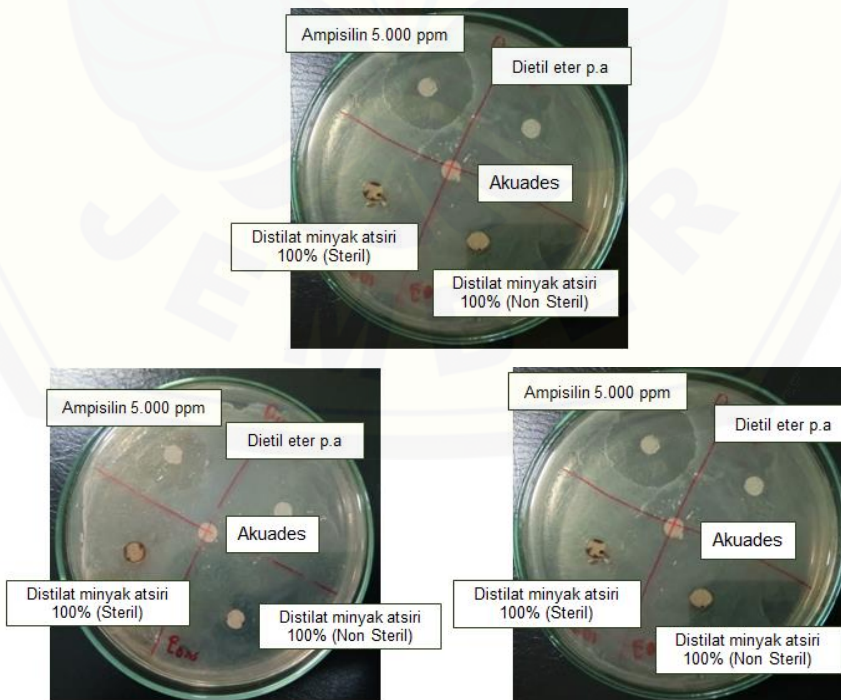 Ampisilin 5.000 ppm
Dietil eter p.a
Akuades
Distilat minyak atsiri
100% (Steril)
Distilat minyak atsiri
100% (Non Steril)
Ampisilin 5.000 ppm
Dietil eter p.a
Akuades
Distilat minyak atsiri
100% (Steril)
Distilat minyak atsiri
100% (Non Steril)
Ampisilin 5.000 ppm
Dietil eter p.a
Akuades
Distilat minyak atsiri
100% (Steril)
Distilat minyak atsiri
100% (Non Steril)
JEMBER